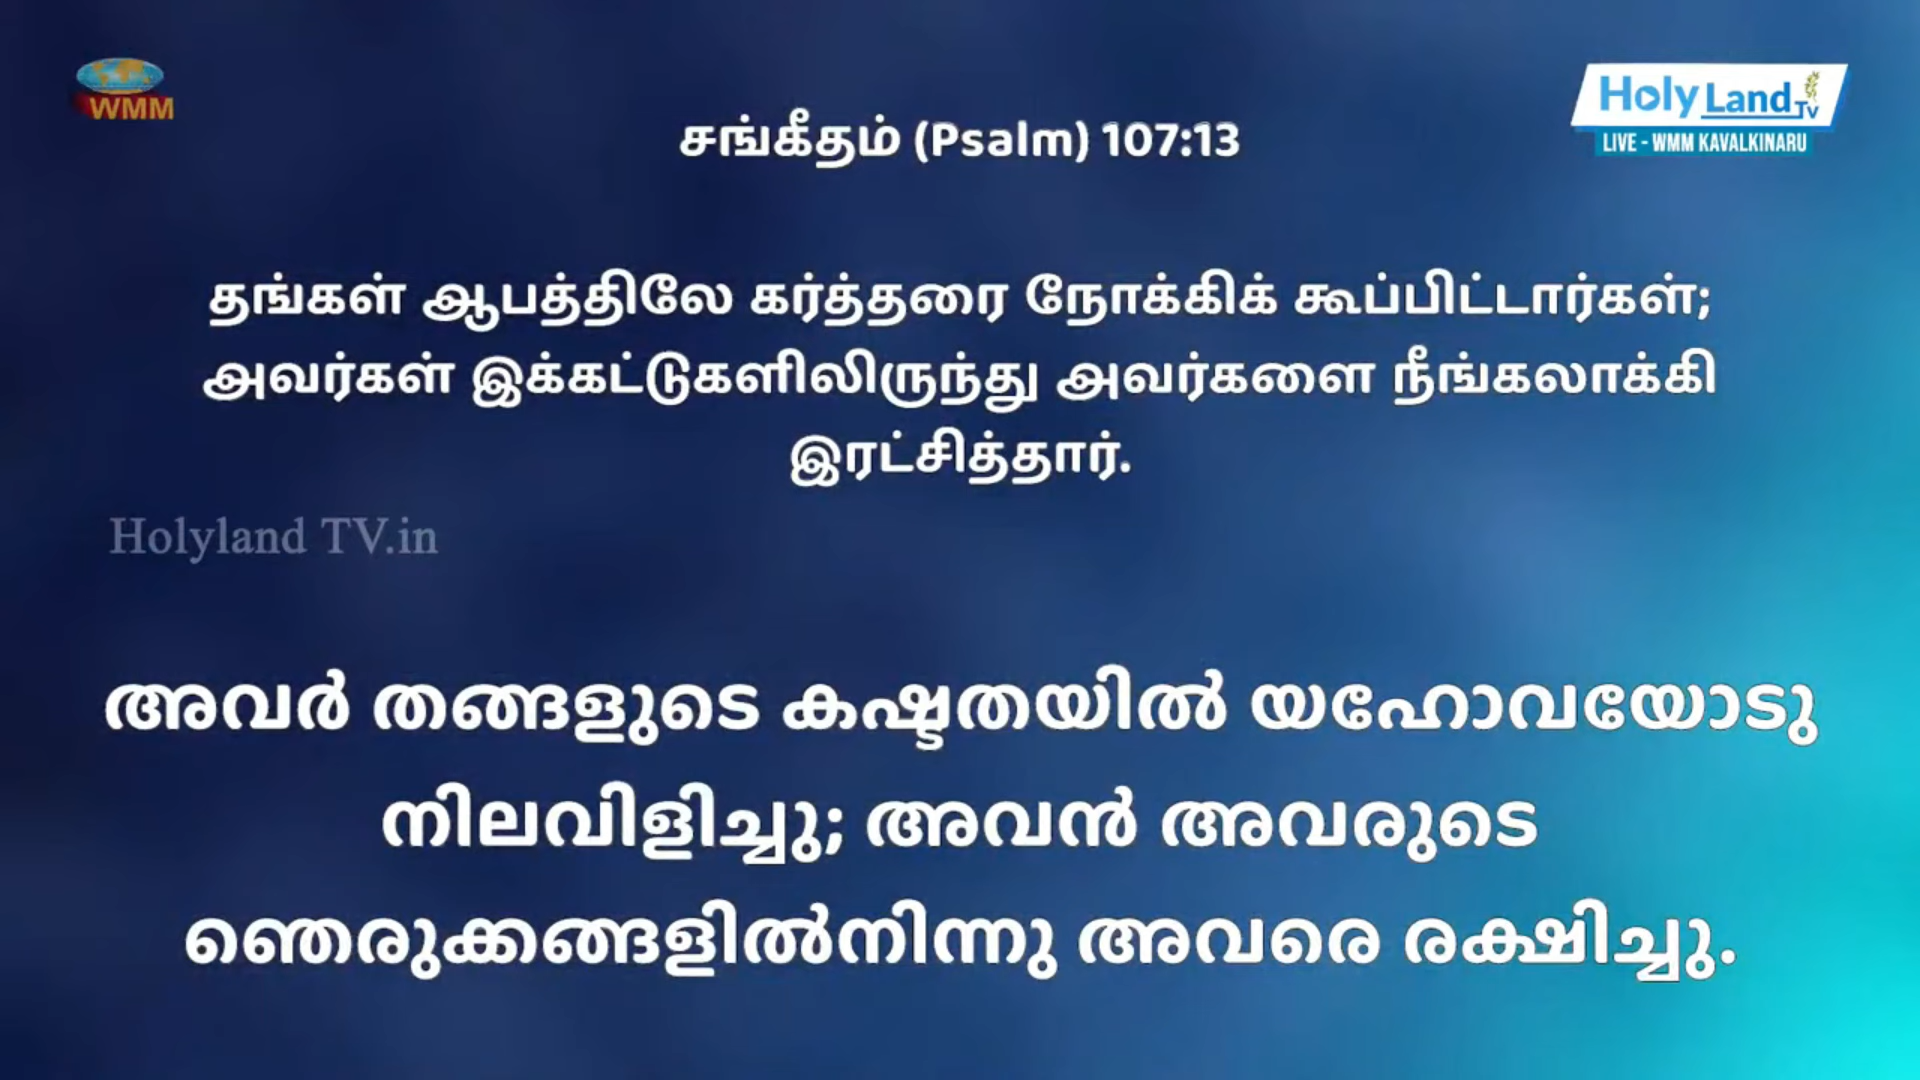 WMM
Holy Land TV
LIVE - WMM KAVALKINARU
சங்கீதம் (Psalm) 107:13
தங்கள் ஆபத்திலே கர்த்தரை நோக்கிக் கூப்பிட்டார்கள்;
அவர்கள் இக்கட்டுகளிலிருந்து அவர்களை நீங்கலாக்கி
இரட்சித்தார்.
Holyland TV.in
അവർ തങ്ങളുടെ കഷ്ടതയിൽ യഹോവയോടു
നിലവിളിച്ചു; അവൻ അവരുടെ
ഞെരുക്കങ്ങളിൽനിന്നു അവരെ രക്ഷിച്ചു.